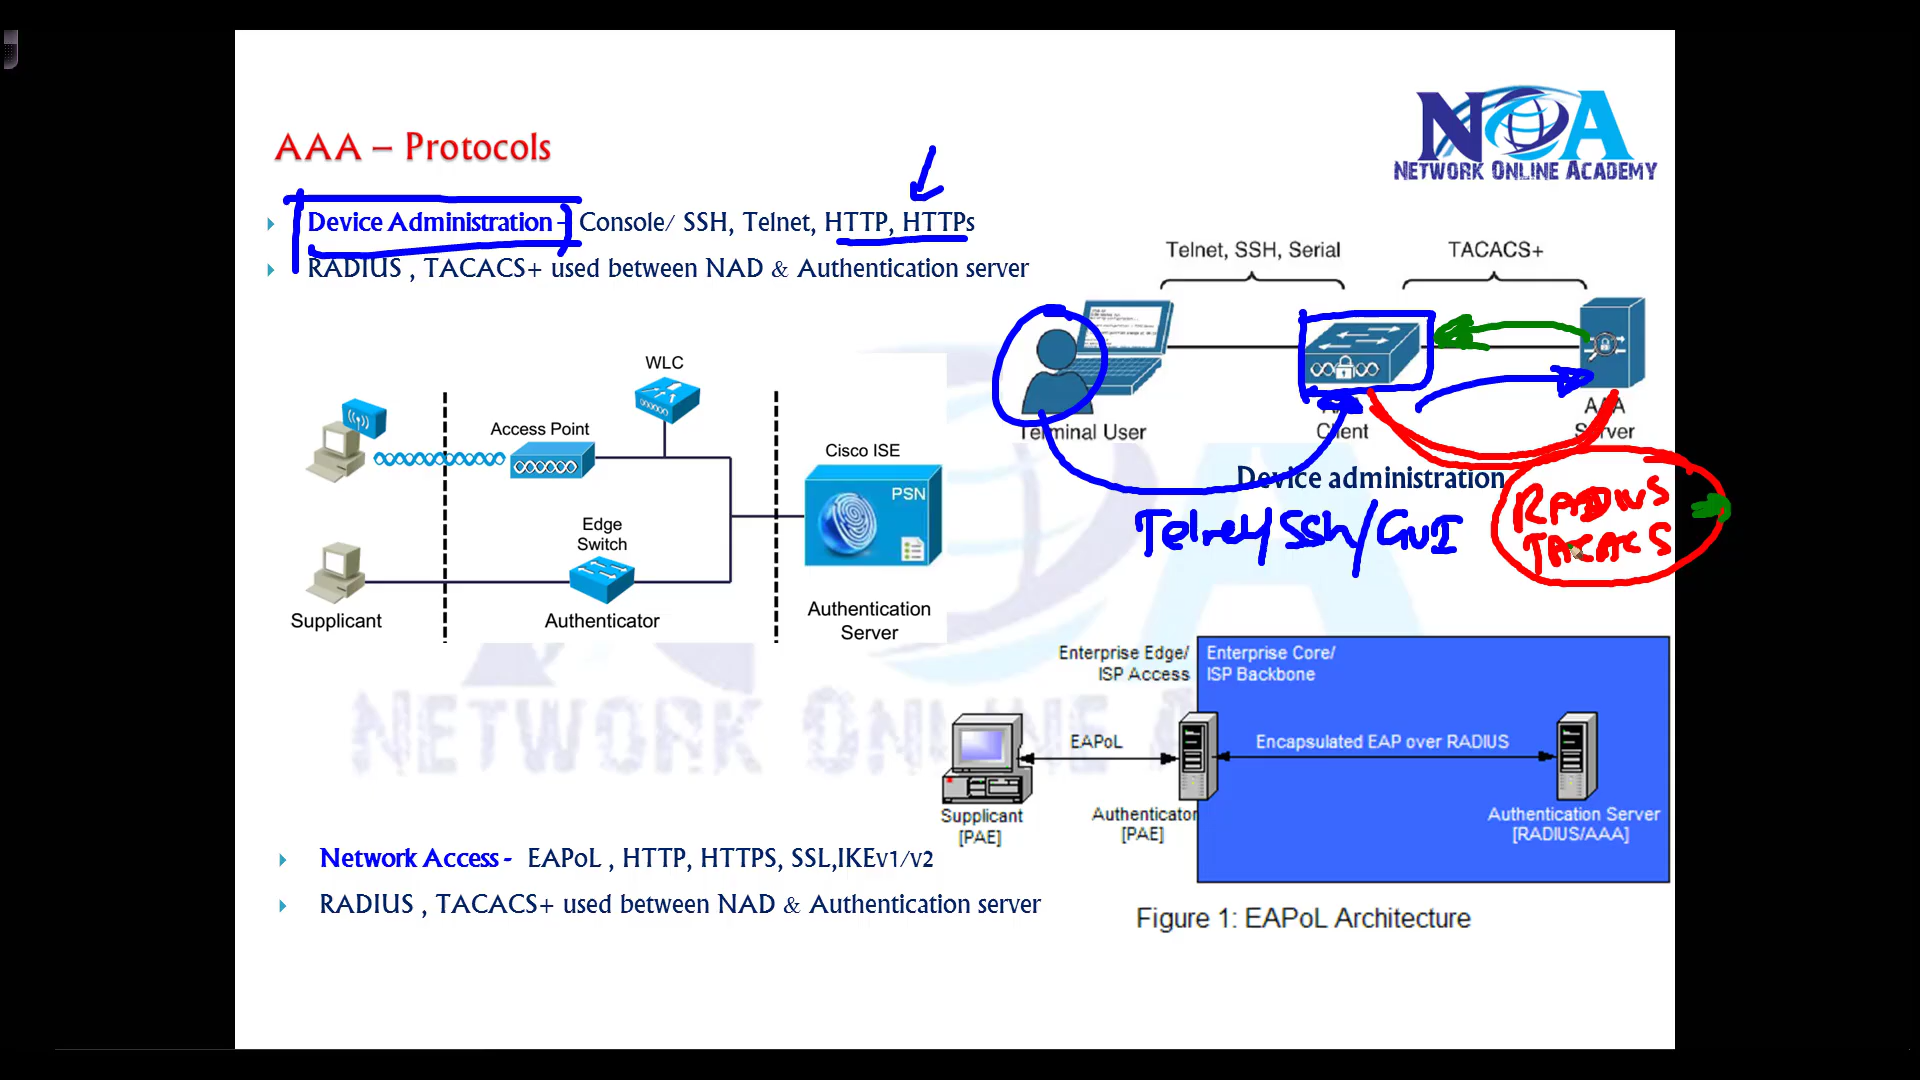 NOA
NETWORK ONLINE ACADEMY
AAA – Protocols
Device Administration - Console/ SSH, Telnet, HTTP, HTTPs
RADIUS , TACACS+ used between NAD & Authentication server
Telnet, SSH, Serial
TACACS+
Terminal User
Client
AAA
Server
Device administration
Telnet/SSh/GUI
RADIUS
TACACS
WLC
Access Point
Cisco ISE
PSN
Edge
Switch
Supplicant
Authenticator
Authentication
Server
Enterprise Edge/
ISP Access
Enterprise Core/
ISP Backbone
EAPoL
Encapsulated EAP over RADIUS
Supplicant
[PAE]
Authenticator
[PAE]
Authentication Server
[RADIUS/AAA]
Figure 1: EAPoL Architecture
Network Access - EAPoL , HTTP, HTTPS, SSL,IKEv1/v2
RADIUS , TACACS+ used between NAD & Authentication server
NETWORK ONLINE A